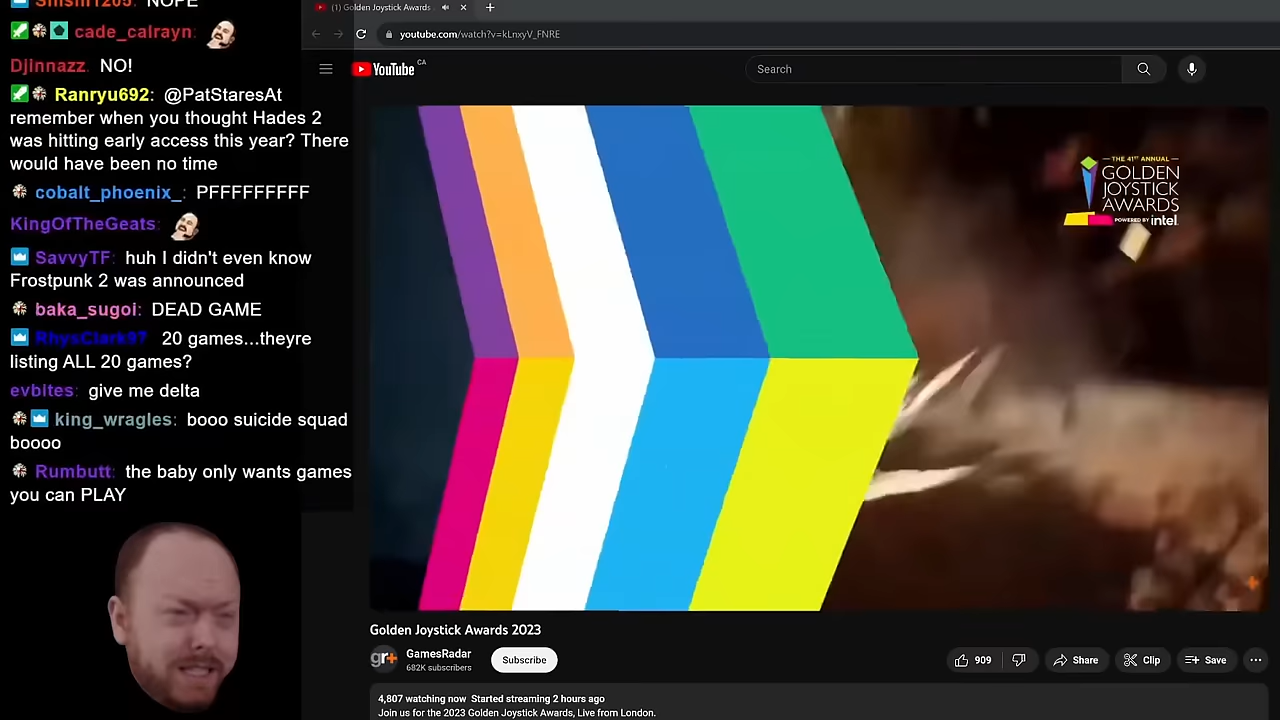 Smish1205: NOPE
cade_calrayn:
Djinnazz: NO!
Ranryu692: @PatStaresAt
remember when you thought Hades 2
was hitting early access this year? There
would have been no time
cobalt_phoenix_: PFFFFFFFFF
KingOfTheGeats:
SavvyTF: huh I didn't even know
Frostpunk 2 was announced
baka_sugoi: DEAD GAME
RhysClark97: 20 games...theyre
listing ALL 20 games?
evbites: give me delta
king_wragles: booo suicide squad
boooo
Rumbutt: the baby only wants games
you can PLAY
(1) Golden Joystick Awards
youtube.com/watch?v=kLnxyV_FNRE
YouTube CA
Search
THE 41ST ANNUAL
GOLDEN
JOYSTICK
AWARDS
POWERED BY intel.
Golden Joystick Awards 2023
gr+
GamesRadar
682K subscribers
Subscribe
909
Share
Clip
Save
4,807 watching now Started streaming 2 hours ago
Join us for the 2023 Golden Joystick Awards, Live from London.